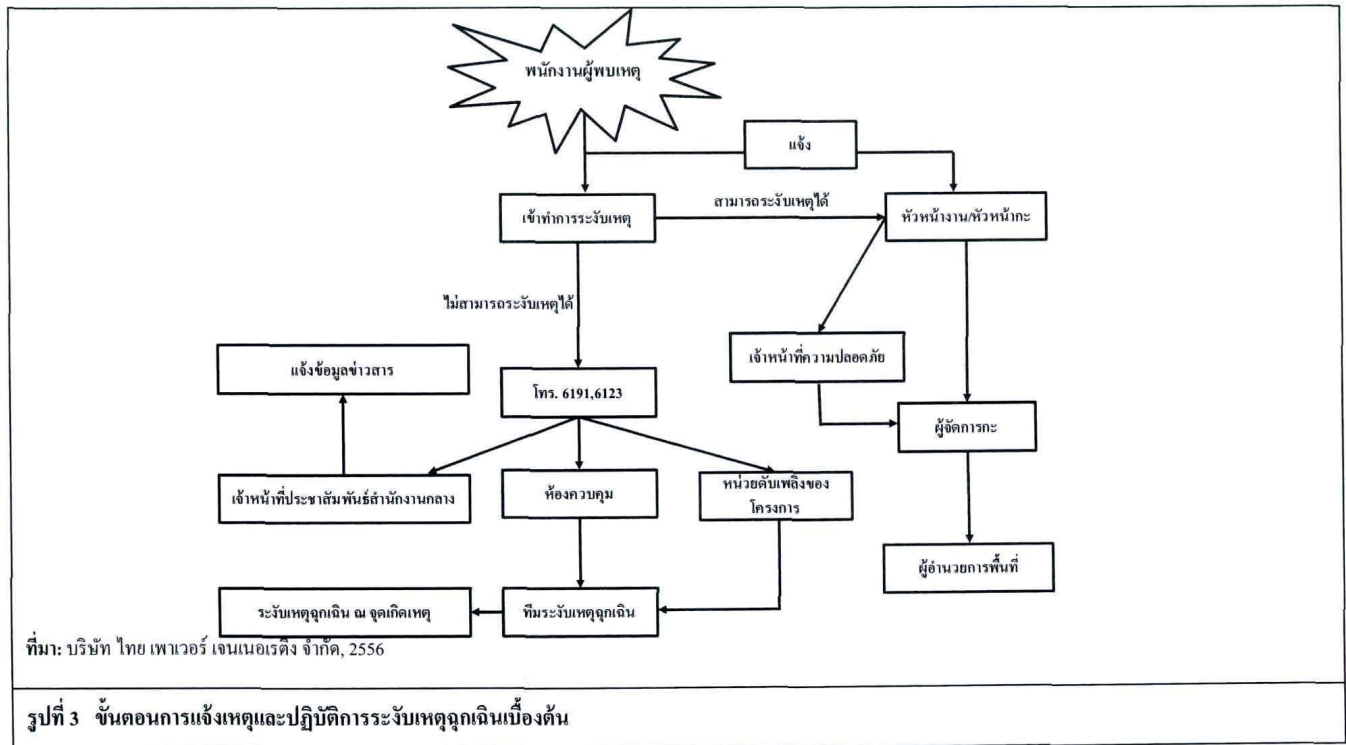 พนักงานผู้พบเหตุ
แจ้ง
เข้าทำการระงับเหตุ
สามารถระงับเหตุได้
หัวหน้างาน/หัวหน้ากะ
ไม่สามารถระงับเหตุได้
เจ้าหน้าที่ความปลอดภัย
แจ้งข้อมูลข่าวสาร
โทร. 6191,6123
ผู้จัดการกะ
เจ้าหน้าที่ประชาสัมพันธ์สำนักงานกลาง
ห้องควบคุม
หน่วยดับเพลิงของ
โครงการ
ผู้อำนวยการพื้นที่
ระงับเหตุฉุกเฉิน ณ จุดเกิดเหตุ
ทีมระงับเหตุฉุกเฉิน
ที่มา: บริษัท ไทย เพาเวอร์ เจนเนอเรติ้ง จำกัด, 2556
รูปที่ 3 ขั้นตอนการแจ้งเหตุและปฏิบัติการระงับเหตุฉุกเฉินเบื้องต้น